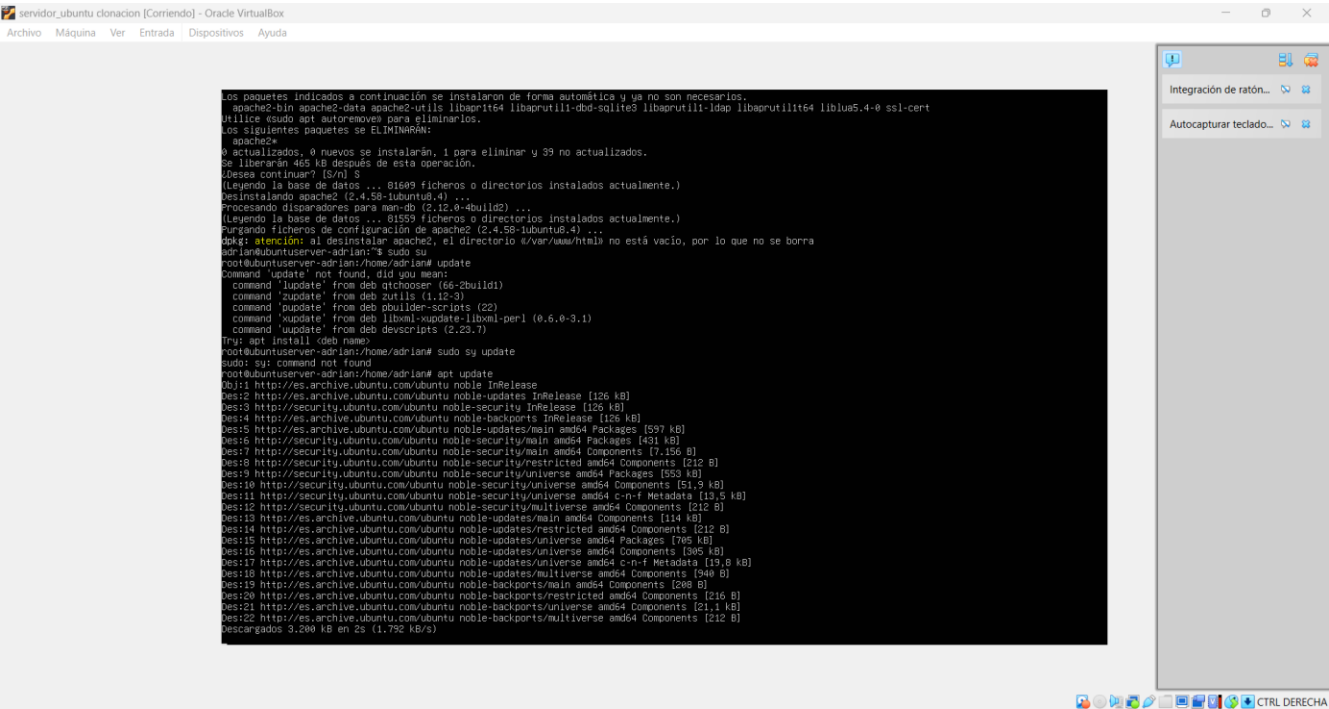 servidor_ubuntu clonacion [Corriendo] - Oracle VirtualBox
Archivo Máquina Ver Entrada Dispositivos Ayuda
Los paquetes indicados a continuación se instalaron de forma automática y ya no son necesarios.
  apache2-bin apache2-data apache2-utils libapr1t64 libaprutil1-dbd-sqlite3 libaprutil1-ldap libaprutil1t64 liblua5.4-0 ssl-cert
Utilice «sudo apt autoremove» para eliminarlos.
Los siguientes paquetes se ELIMINARÁN:
  apache2*
0 actualizados, 0 nuevos se instalarán, 1 para eliminar y 39 no actualizados.
Se liberarán 465 kB después de esta operación.
¿Desea continuar? [S/n] S
(Leyendo la base de datos ... 81609 ficheros o directorios instalados actualmente.)
Desinstalando apache2 (2.4.58-1ubuntu8.4) ...
Procesando disparadores para man-db (2.12.0-4build2) ...
(Leyendo la base de datos ... 81559 ficheros o directorios instalados actualmente.)
Purgando ficheros de configuración de apache2 (2.4.58-1ubuntu8.4) ...
dpkg: atención: al desinstalar apache2, el directorio «/var/www/html» no está vacío, por lo que no se borra
adrian@ubuntuserver-adrian:~$ sudo su
root@ubuntuserver-adrian:/home/adrian# update
Command 'update' not found, did you mean:
  command 'lupdate' from deb qtchooser (66-2build1)
  command 'zupdate' from deb zutils (1.12-3)
  command 'pupdate' from deb pbuilder-scripts (22)
  command 'xupdate' from deb libxml-xupdate-libxml-perl (0.6.0-3.1)
  command 'uupdate' from deb devscripts (2.23.7)
Try: apt install <deb name>
root@ubuntuserver-adrian:/home/adrian# sudo sy update
sudo: sy: command not found
root@ubuntuserver-adrian:/home/adrian# apt update
Obj:1 http://es.archive.ubuntu.com/ubuntu noble InRelease
Des:2 http://es.archive.ubuntu.com/ubuntu noble-updates InRelease [126 kB]
Des:3 http://security.ubuntu.com/ubuntu noble-security InRelease [126 kB]
Des:4 http://es.archive.ubuntu.com/ubuntu noble-backports InRelease [126 kB]
Des:5 http://es.archive.ubuntu.com/ubuntu noble-updates/main amd64 Packages [597 kB]
Des:6 http://security.ubuntu.com/ubuntu noble-security/main amd64 Packages [431 kB]
Des:7 http://security.ubuntu.com/ubuntu noble-security/main amd64 Components [7.156 B]
Des:8 http://security.ubuntu.com/ubuntu noble-security/restricted amd64 Components [212 B]
Des:9 http://security.ubuntu.com/ubuntu noble-security/universe amd64 Packages [553 kB]
Des:10 http://security.ubuntu.com/ubuntu noble-security/universe amd64 Components [51,9 kB]
Des:11 http://security.ubuntu.com/ubuntu noble-security/universe amd64 c-n-f Metadata [13,5 kB]
Des:12 http://security.ubuntu.com/ubuntu noble-security/multiverse amd64 Components [212 B]
Des:13 http://es.archive.ubuntu.com/ubuntu noble-updates/main amd64 Components [114 kB]
Des:14 http://es.archive.ubuntu.com/ubuntu noble-updates/restricted amd64 Components [212 B]
Des:15 http://es.archive.ubuntu.com/ubuntu noble-updates/universe amd64 Packages [705 kB]
Des:16 http://es.archive.ubuntu.com/ubuntu noble-updates/universe amd64 Components [305 kB]
Des:17 http://es.archive.ubuntu.com/ubuntu noble-updates/universe amd64 c-n-f Metadata [19,8 kB]
Des:18 http://es.archive.ubuntu.com/ubuntu noble-updates/multiverse amd64 Components [940 B]
Des:19 http://es.archive.ubuntu.com/ubuntu noble-backports/main amd64 Components [208 B]
Des:20 http://es.archive.ubuntu.com/ubuntu noble-backports/restricted amd64 Components [216 B]
Des:21 http://es.archive.ubuntu.com/ubuntu noble-backports/universe amd64 Components [21,1 kB]
Des:22 http://es.archive.ubuntu.com/ubuntu noble-backports/multiverse amd64 Components [212 B]
Descargados 3.200 kB en 2s (1.792 kB/s)
Integración de ratón...
Autocapturar teclado...
CTRL DERECHA